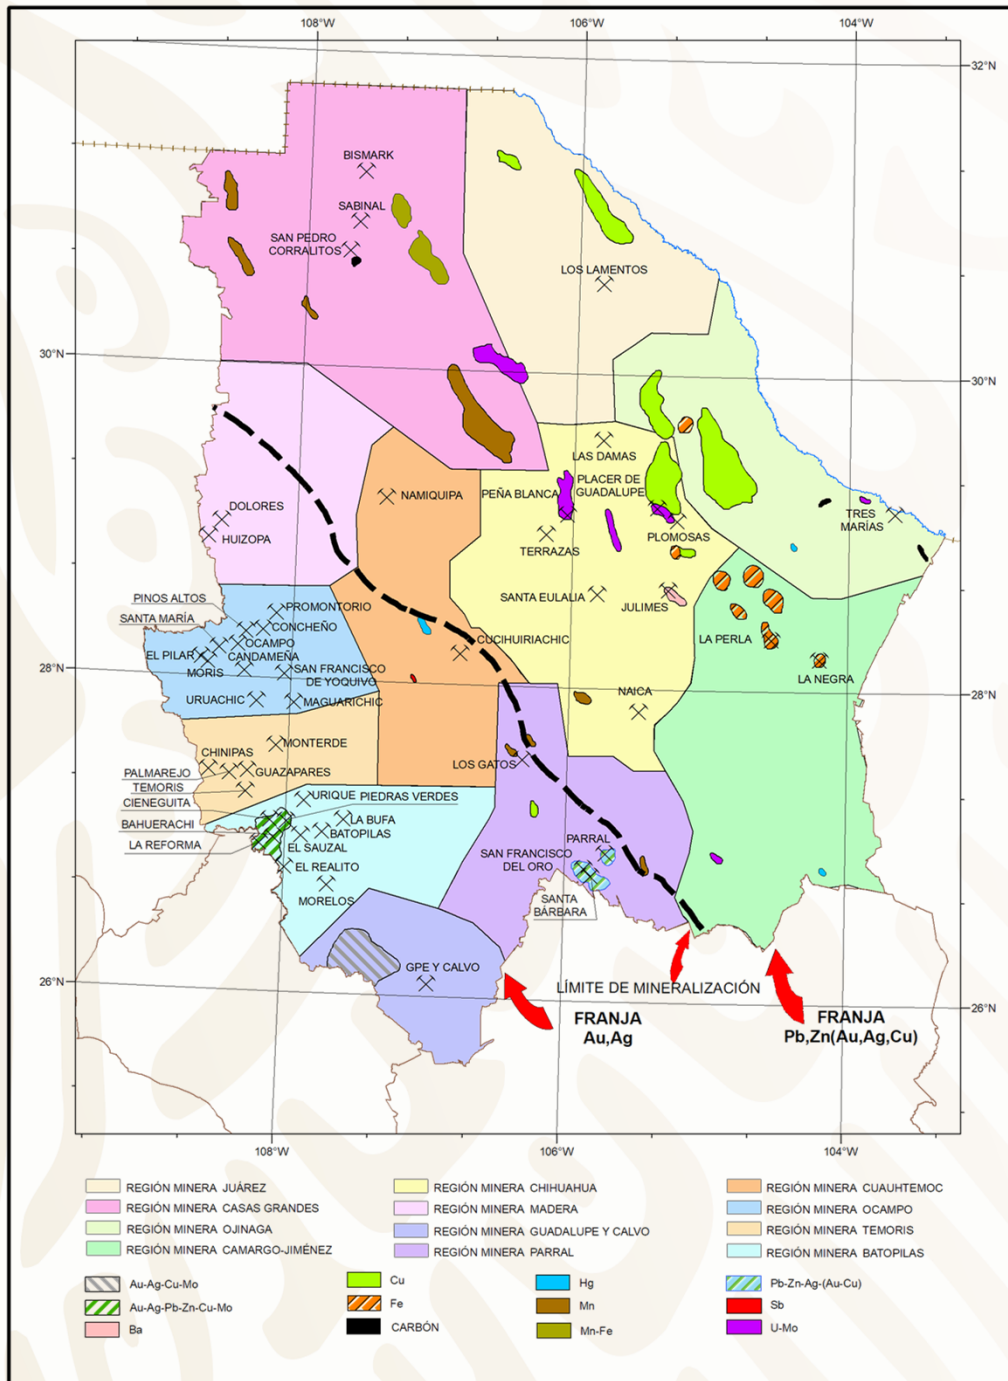 108°W
106°W
104°W
32°N
BISMARK
SABINAL
SAN PEDRO
CORRALITOS
LOS LAMENTOS
30°N
30°N
LAS DAMAS
NAMIQUIPA
PEÑA BLANCA
PLACER DE
GUADALUPE
DOLORES
HUIZOPA
TERRAZAS
PLOMOSAS
TRES
MARÍAS
PINOS ALTOS
PROMONTORIO
SANTA EULALIA
JULIMES
SANTA MARÍA
CONCHEÑO
OCAMPO
CUCIHUIRIACHIC
LA PERLA
EL PILAR
CANDAMEÑA
MORIS
SAN FRANCISCO
DE YOQUIVO
LA NEGRA
28°N
28°N
URUACHIC
MAGUARICHIC
NAICA
CHINIPAS
MONTERDE
LOS GATOS
PALMAREJO
GUAZAPARES
TEMORIS
CIENEGUITA
URIQUE
PIEDRAS VERDES
BAHUERACHI
LA BUFA
BATOPILAS
LA REFORMA
EL SAUZAL
PARRAL
SAN FRANCISCO
DEL ORO
EL REALITO
MORELOS
SANTA
BÁRBARA
GPE Y CALVO
26°N
LÍMITE DE MINERALIZACIÓN
26°N
FRANJA
Au,Ag
FRANJA
Pb,Zn(Au,Ag,Cu)
108°W
106°W
104°W
REGIÓN MINERA JUÁREZ
REGIÓN MINERA CASAS GRANDES
REGIÓN MINERA OJINAGA
REGIÓN MINERA CAMARGO-JIMÉNEZ
REGIÓN MINERA CHIHUAHUA
REGIÓN MINERA MADERA
REGIÓN MINERA GUADALUPE Y CALVO
REGIÓN MINERA PARRAL
REGIÓN MINERA CUAUHTEMOC
REGIÓN MINERA OCAMPO
REGIÓN MINERA TEMORIS
REGIÓN MINERA BATOPILAS
Au-Ag-Cu-Mo
Au-Ag-Pb-Zn-Cu-Mo
Ba
Cu
Fe
CARBÓN
Hg
Mn
Mn-Fe
Pb-Zn-Ag-(Au-Cu)
Sb
U-Mo